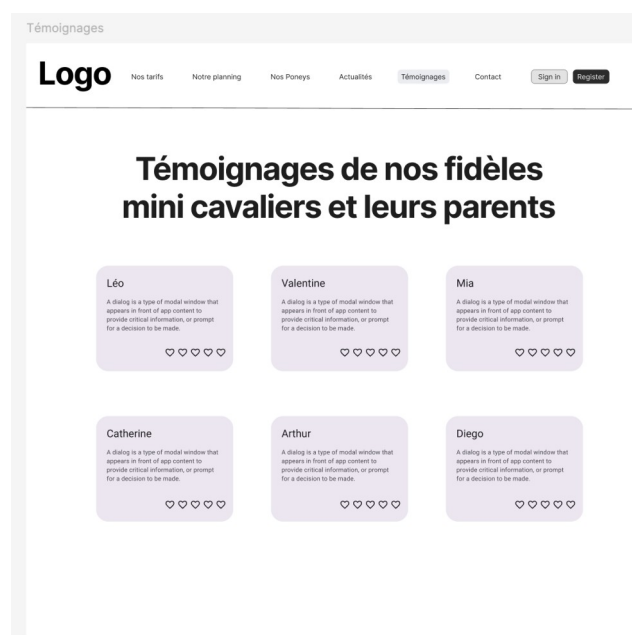 Témoignages
Logo Nos tarifs Notre planning Nos Poneys Actualités Témoignages Contact Sign in Register
Témoignages de nos fidèles
mini cavaliers et leurs parents
Léo
A dialog is a type of modal window that
appears in front of app content to
provide critical information, or prompt
for a decision to be made.
Valentine
A dialog is a type of modal window that
appears in front of app content to
provide critical information, or prompt
for a decision to be made.
Mia
A dialog is a type of modal window that
appears in front of app content to
provide critical information, or prompt
for a decision to be made.
Catherine
A dialog is a type of modal window that
appears in front of app content to
provide critical information, or prompt
for a decision to be made.
Arthur
A dialog is a type of modal window that
appears in front of app content to
provide critical information, or prompt
for a decision to be made.
Diego
A dialog is a type of modal window that
appears in front of app content to
provide critical information, or prompt
for a decision to be made.